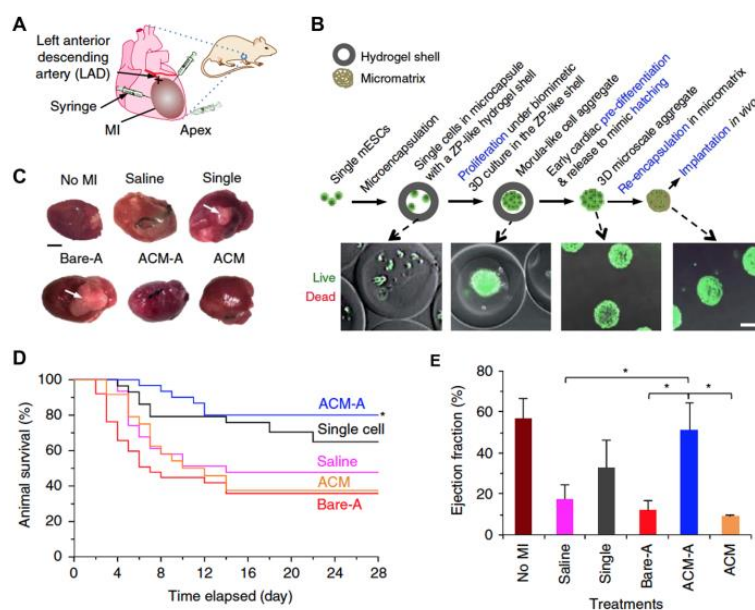 A
Left anterior
descending
artery (LAD)
Syringe
MI
Apex
B
Hydrogel shell
Micromatrix
Single mESCs
Microencapsulation
Single cells in microcapsule
with a ZP-like hydrogel shell
Proliferation under biomimetic
3D culture in the ZP-like shell
Morula-like cell aggregate
Early cardiac pre-differentiation
& release to mimic hatching
3D microscale aggregate
Re-encapsulation in micromatrix
Implantation in vivo
Live
Dead
C
No MI Saline Single
Bare-A ACM-A ACM
D
Animal survival (%)
100
80
60
40
20
0
ACM-A
*
Single cell
Saline
ACM
Bare-A
0 4 8 12 16 20 24 28
Time elapsed (day)
E
Ejection fraction (%)
80
60
40
20
0
*
* *
No MI
Saline
Single
Bare-A
ACM-A
ACM
Treatments